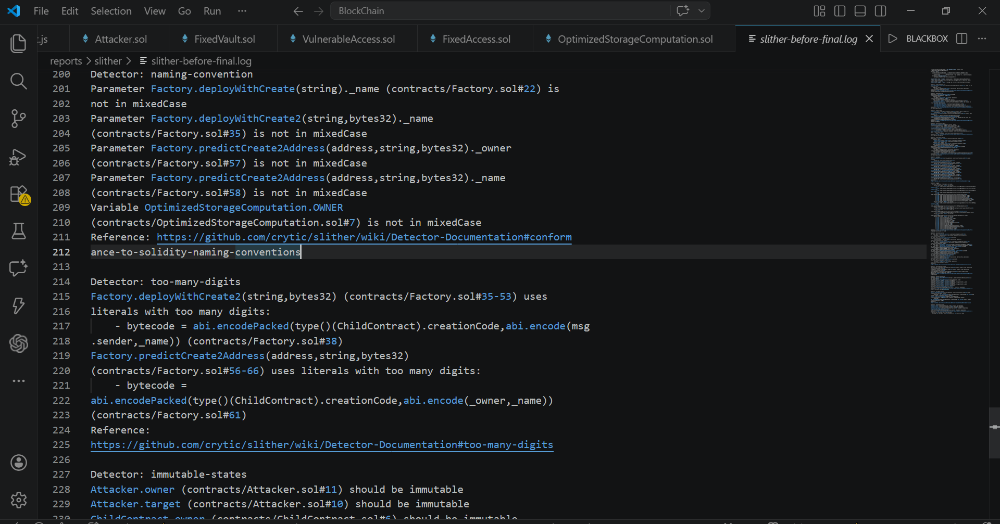 File Edit Selection View Go Run ···
BlockChain
.js Attacker.sol FixedVault.sol VulnerableAccess.sol FixedAccess.sol OptimizedStorageComputation.sol slither-before-final.log BLACKBOX
reports > slither > slither-before-final.log
200 Detector: naming-convention
201 Parameter Factory.deployWithCreate(string)._name (contracts/Factory.sol#22) is
202 not in mixedCase
203 Parameter Factory.deployWithCreate2(string,bytes32)._name
204 (contracts/Factory.sol#35) is not in mixedCase
205 Parameter Factory.predictCreate2Address(address,string,bytes32)._owner
206 (contracts/Factory.sol#57) is not in mixedCase
207 Parameter Factory.predictCreate2Address(address,string,bytes32)._name
208 (contracts/Factory.sol#58) is not in mixedCase
209 Variable OptimizedStorageComputation.OWNER
210 (contracts/OptimizedStorageComputation.sol#7) is not in mixedCase
211 Reference: https://github.com/crytic/slither/wiki/Detector-Documentation#conform
212 ance-to-solidity-naming-conventions
213
214 Detector: too-many-digits
215 Factory.deployWithCreate2(string,bytes32) (contracts/Factory.sol#35-53) uses
216 literals with too many digits:
217     - bytecode = abi.encodePacked(type()(ChildContract).creationCode,abi.encode(msg
218 .sender,_name)) (contracts/Factory.sol#38)
219 Factory.predictCreate2Address(address,string,bytes32)
220 (contracts/Factory.sol#56-66) uses literals with too many digits:
221     - bytecode =
222 abi.encodePacked(type()(ChildContract).creationCode,abi.encode(_owner,_name))
223 (contracts/Factory.sol#61)
224 Reference:
225 https://github.com/crytic/slither/wiki/Detector-Documentation#too-many-digits
226
227 Detector: immutable-states
228 Attacker.owner (contracts/Attacker.sol#11) should be immutable
229 Attacker.target (contracts/Attacker.sol#10) should be immutable
230 ChildContract.owner (contracts/ChildContract.sol#6) should be immutable